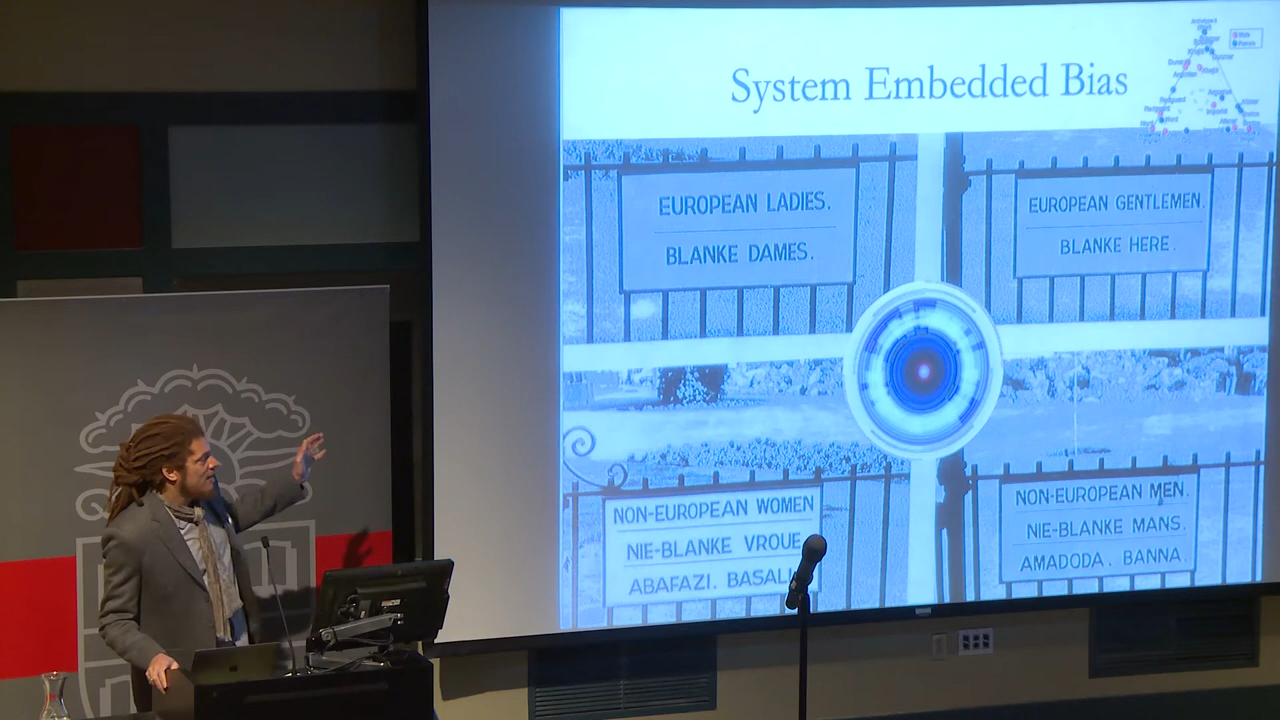 System Embedded Bias
EUROPEAN LADIES.
BLANKE DAMES.
EUROPEAN GENTLEMEN.
BLANKE HERE.
NON-EUROPEAN WOMEN
NIE-BLANKE VROUE
ABAFAZI.
NON-EUROPEAN MEN.
NIE-BLANKE MANS.
AMADODA. BANNA.